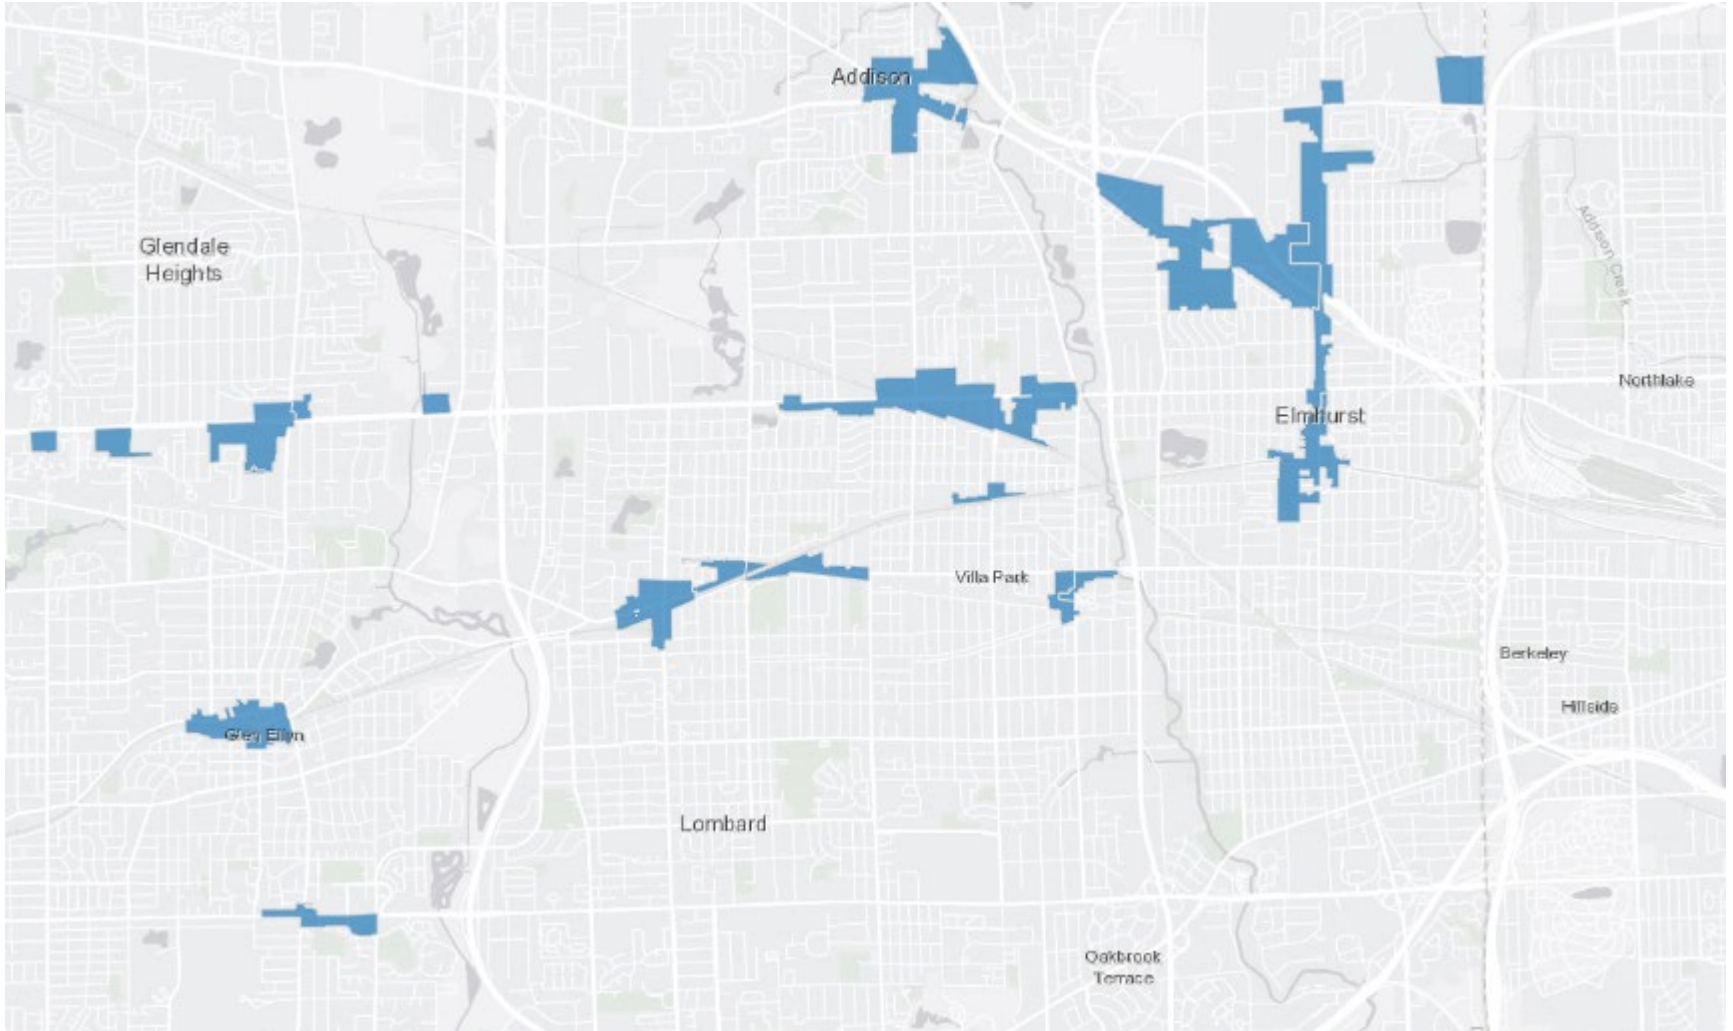 Addison
Glendale
Heights
Addison Creek
Northlake
Elmhurst
Villa Park
Berkeley
Hillside
Glen Ellyn
Lombard
Oakbrook
Terrace